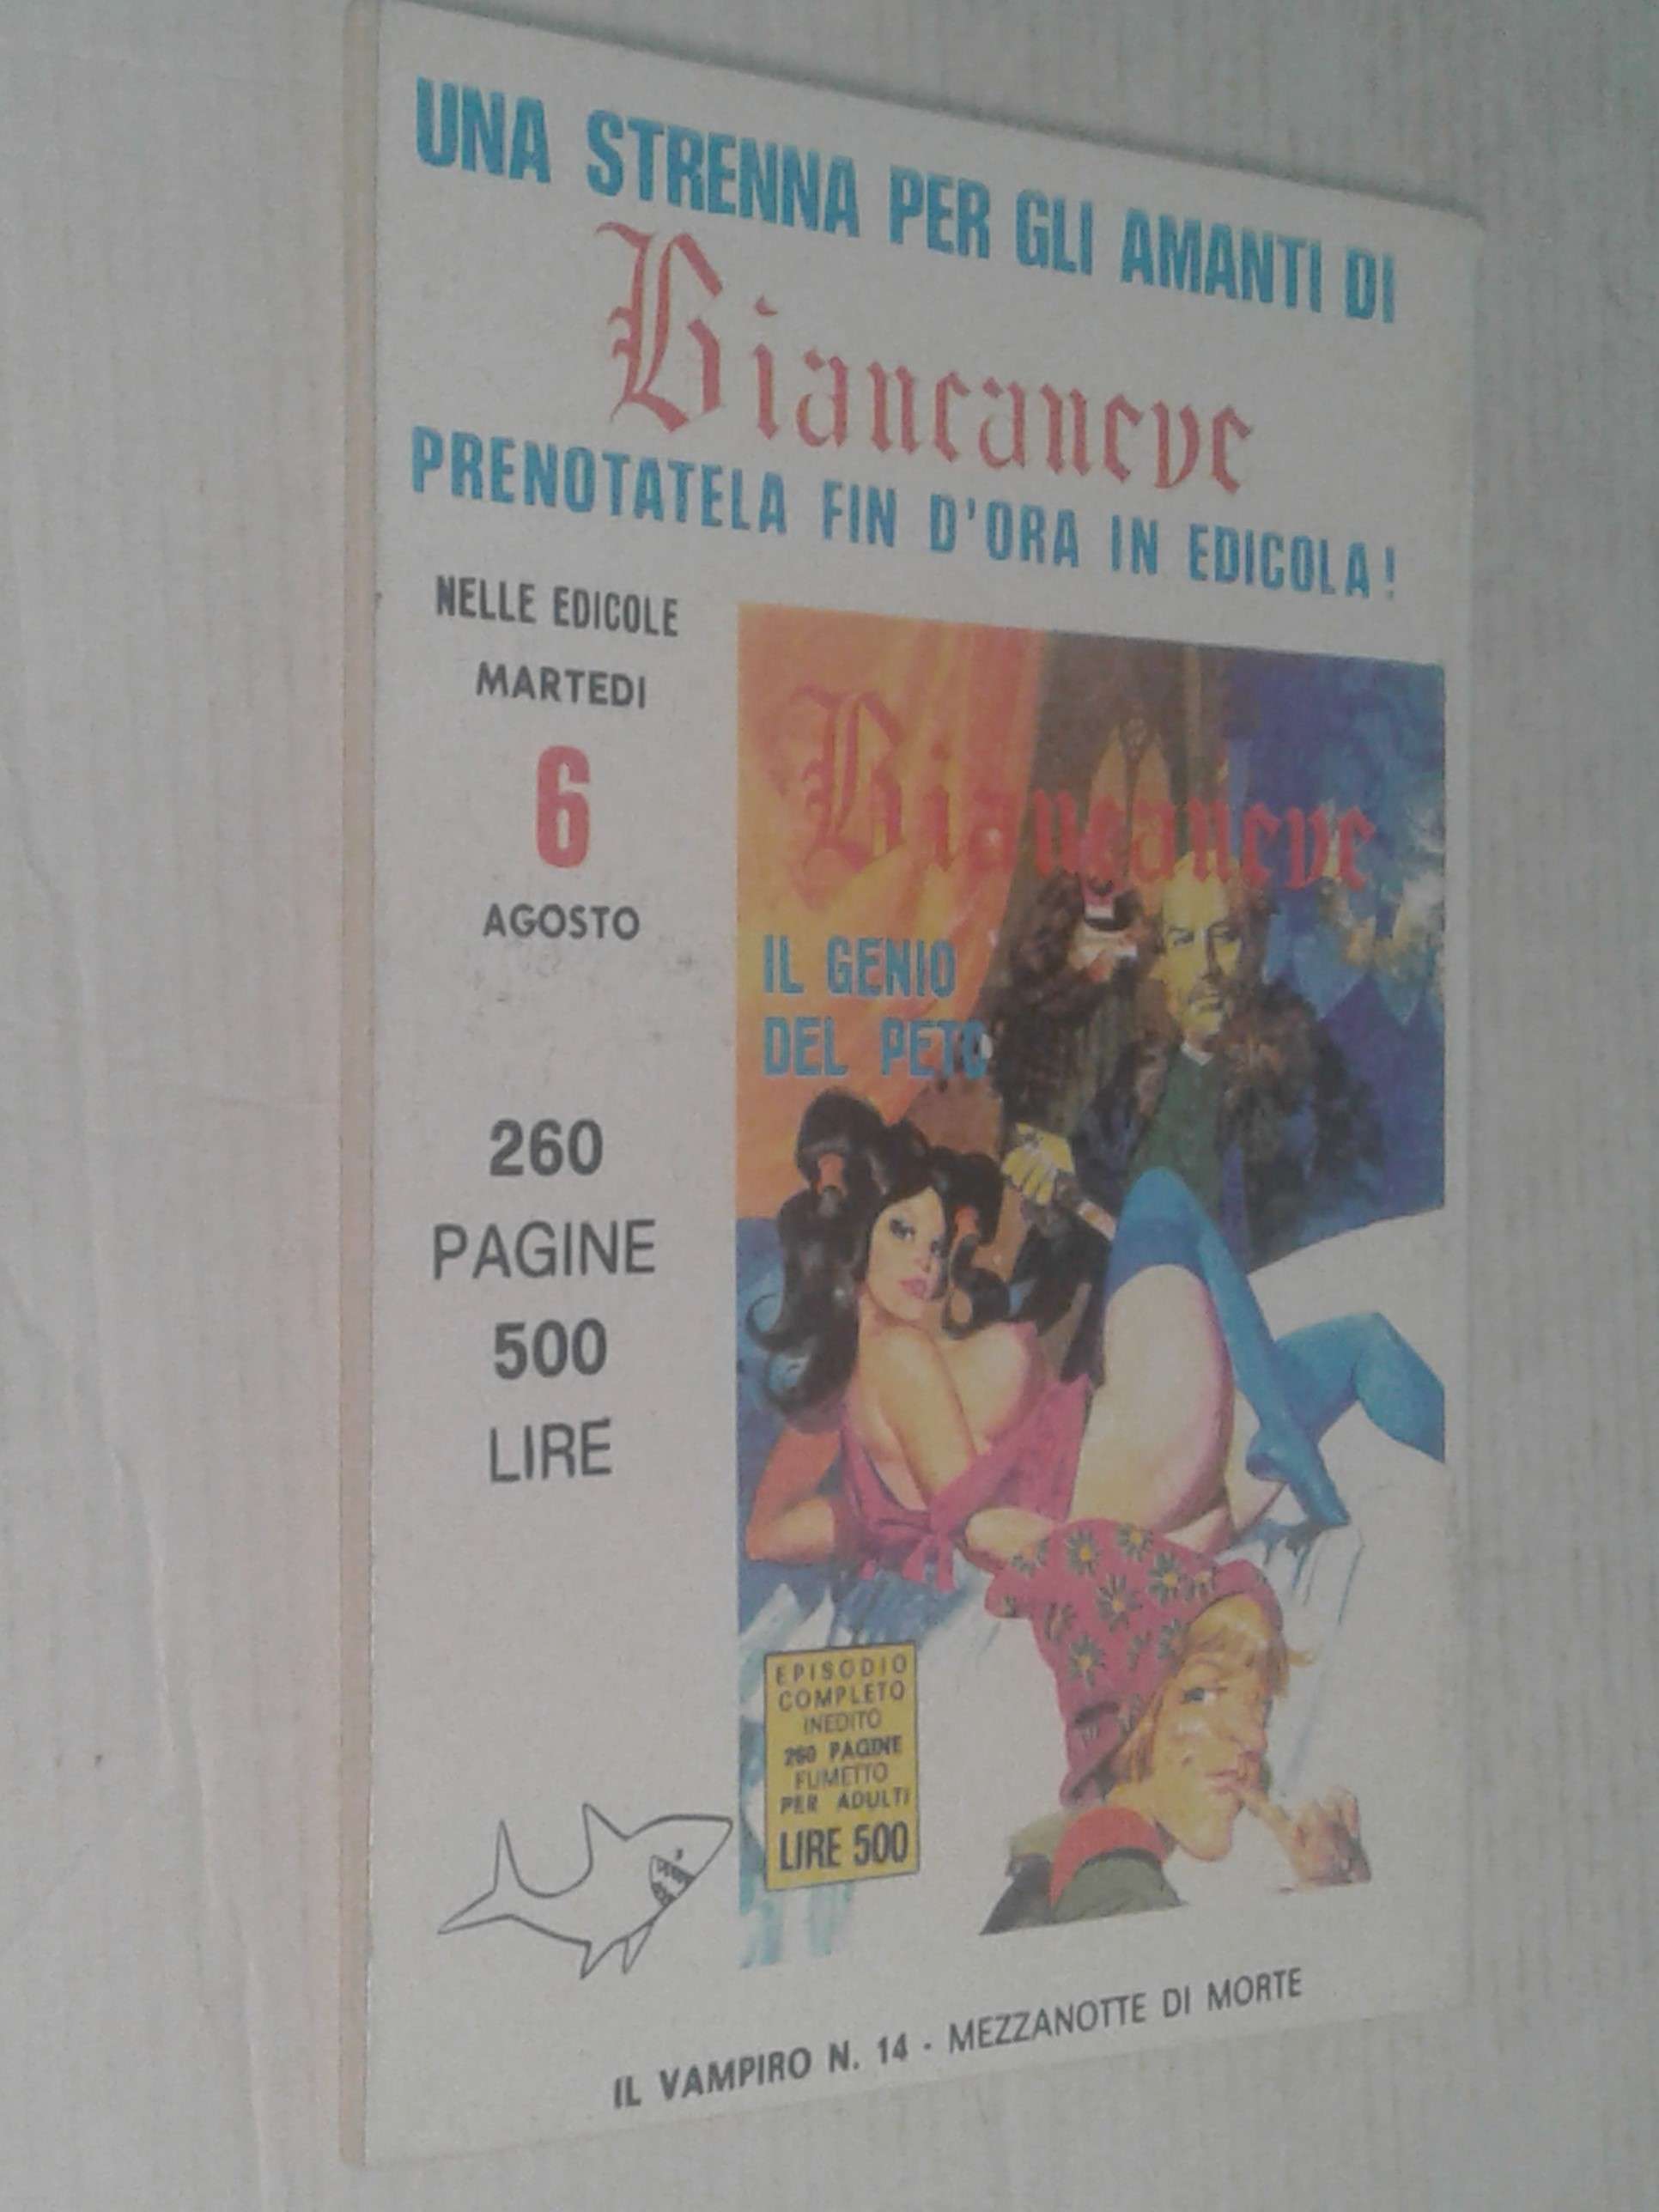 UNA STRENNA PER GLI AMANTI DI
Biancaneve
PRENOTATELA FIN D'ORA IN EDICOLA!
NELLE EDICOLE
MARTEDI
6
AGOSTO
260
PAGINE
500
LIRE
Biancaneve
IL GENIO
DEL PETO
EPISODIO
COMPLETO
INEDITO
260 PAGINE
FUMETTO
PER ADULTI
LIRE 500
IL VAMPIRO N. 14 - MEZZANOTTE DI MORTE